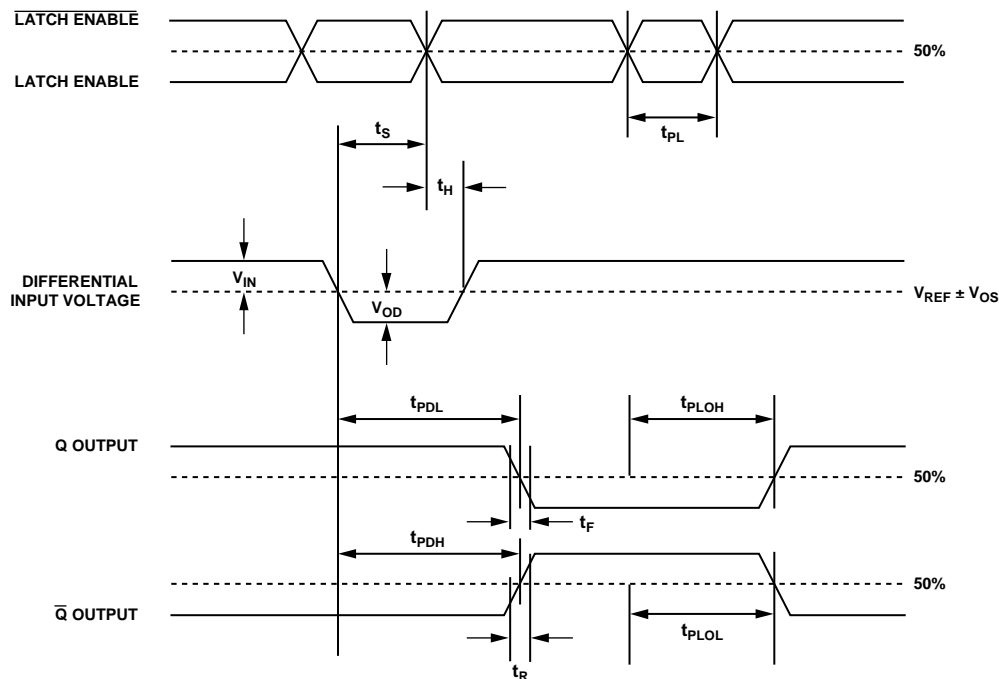 LATCH ENABLE
50%
LATCH ENABLE
tS
tPL
tH
VIN
DIFFERENTIAL
INPUT VOLTAGE
VOD
VREF ± VOS
tPDL
tPLOH
Q OUTPUT
50%
tF
tPDH
50%
Q̅ OUTPUT
tPLOL
tR